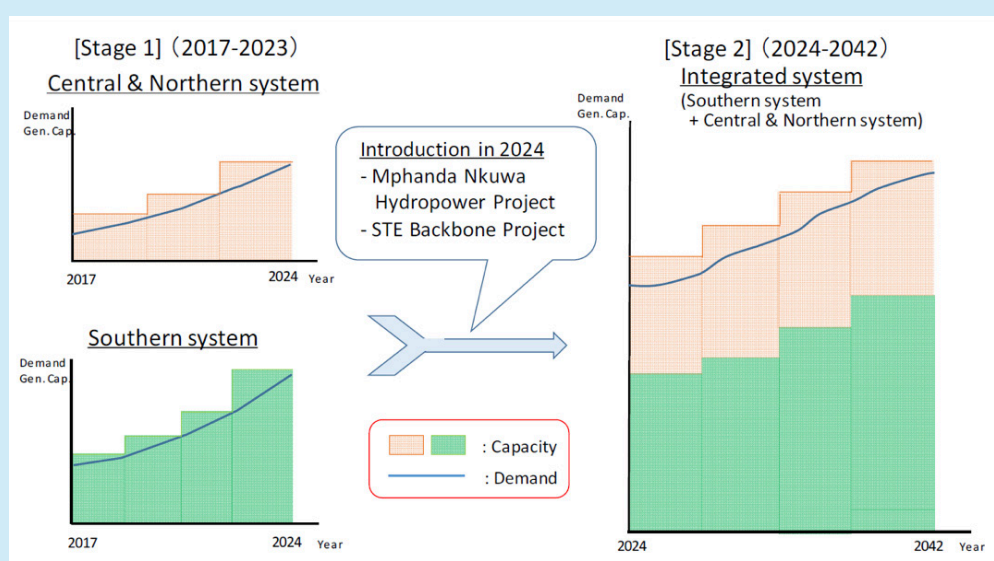 [Stage 1]（2017-2023）
Central & Northern system
Demand
Gen. Cap.
2017
2024 Year
Southern system
Demand
Gen. Cap.
2017
2024 Year
Introduction in 2024
- Mphanda Nkuwa
Hydropower Project
- STE Backbone Project
: Capacity
: Demand
[Stage 2]（2024-2042）
Integrated system
(Southern system
+ Central & Northern system)
Demand
Gen. Cap.
2024
2042 Year